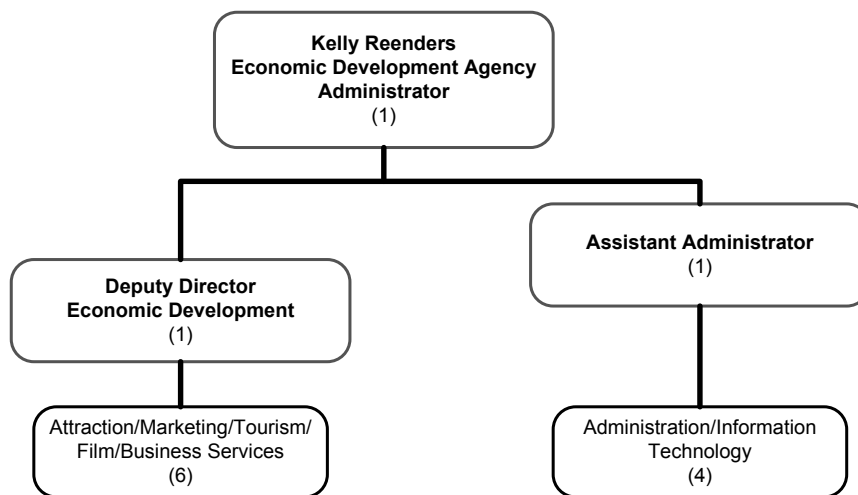 Kelly Reenders
Economic Development Agency
Administrator
(1)
Assistant Administrator
(1)
Deputy Director
Economic Development
(1)
Attraction/Marketing/Tourism/
Film/Business Services
(6)
Administration/Information
Technology
(4)